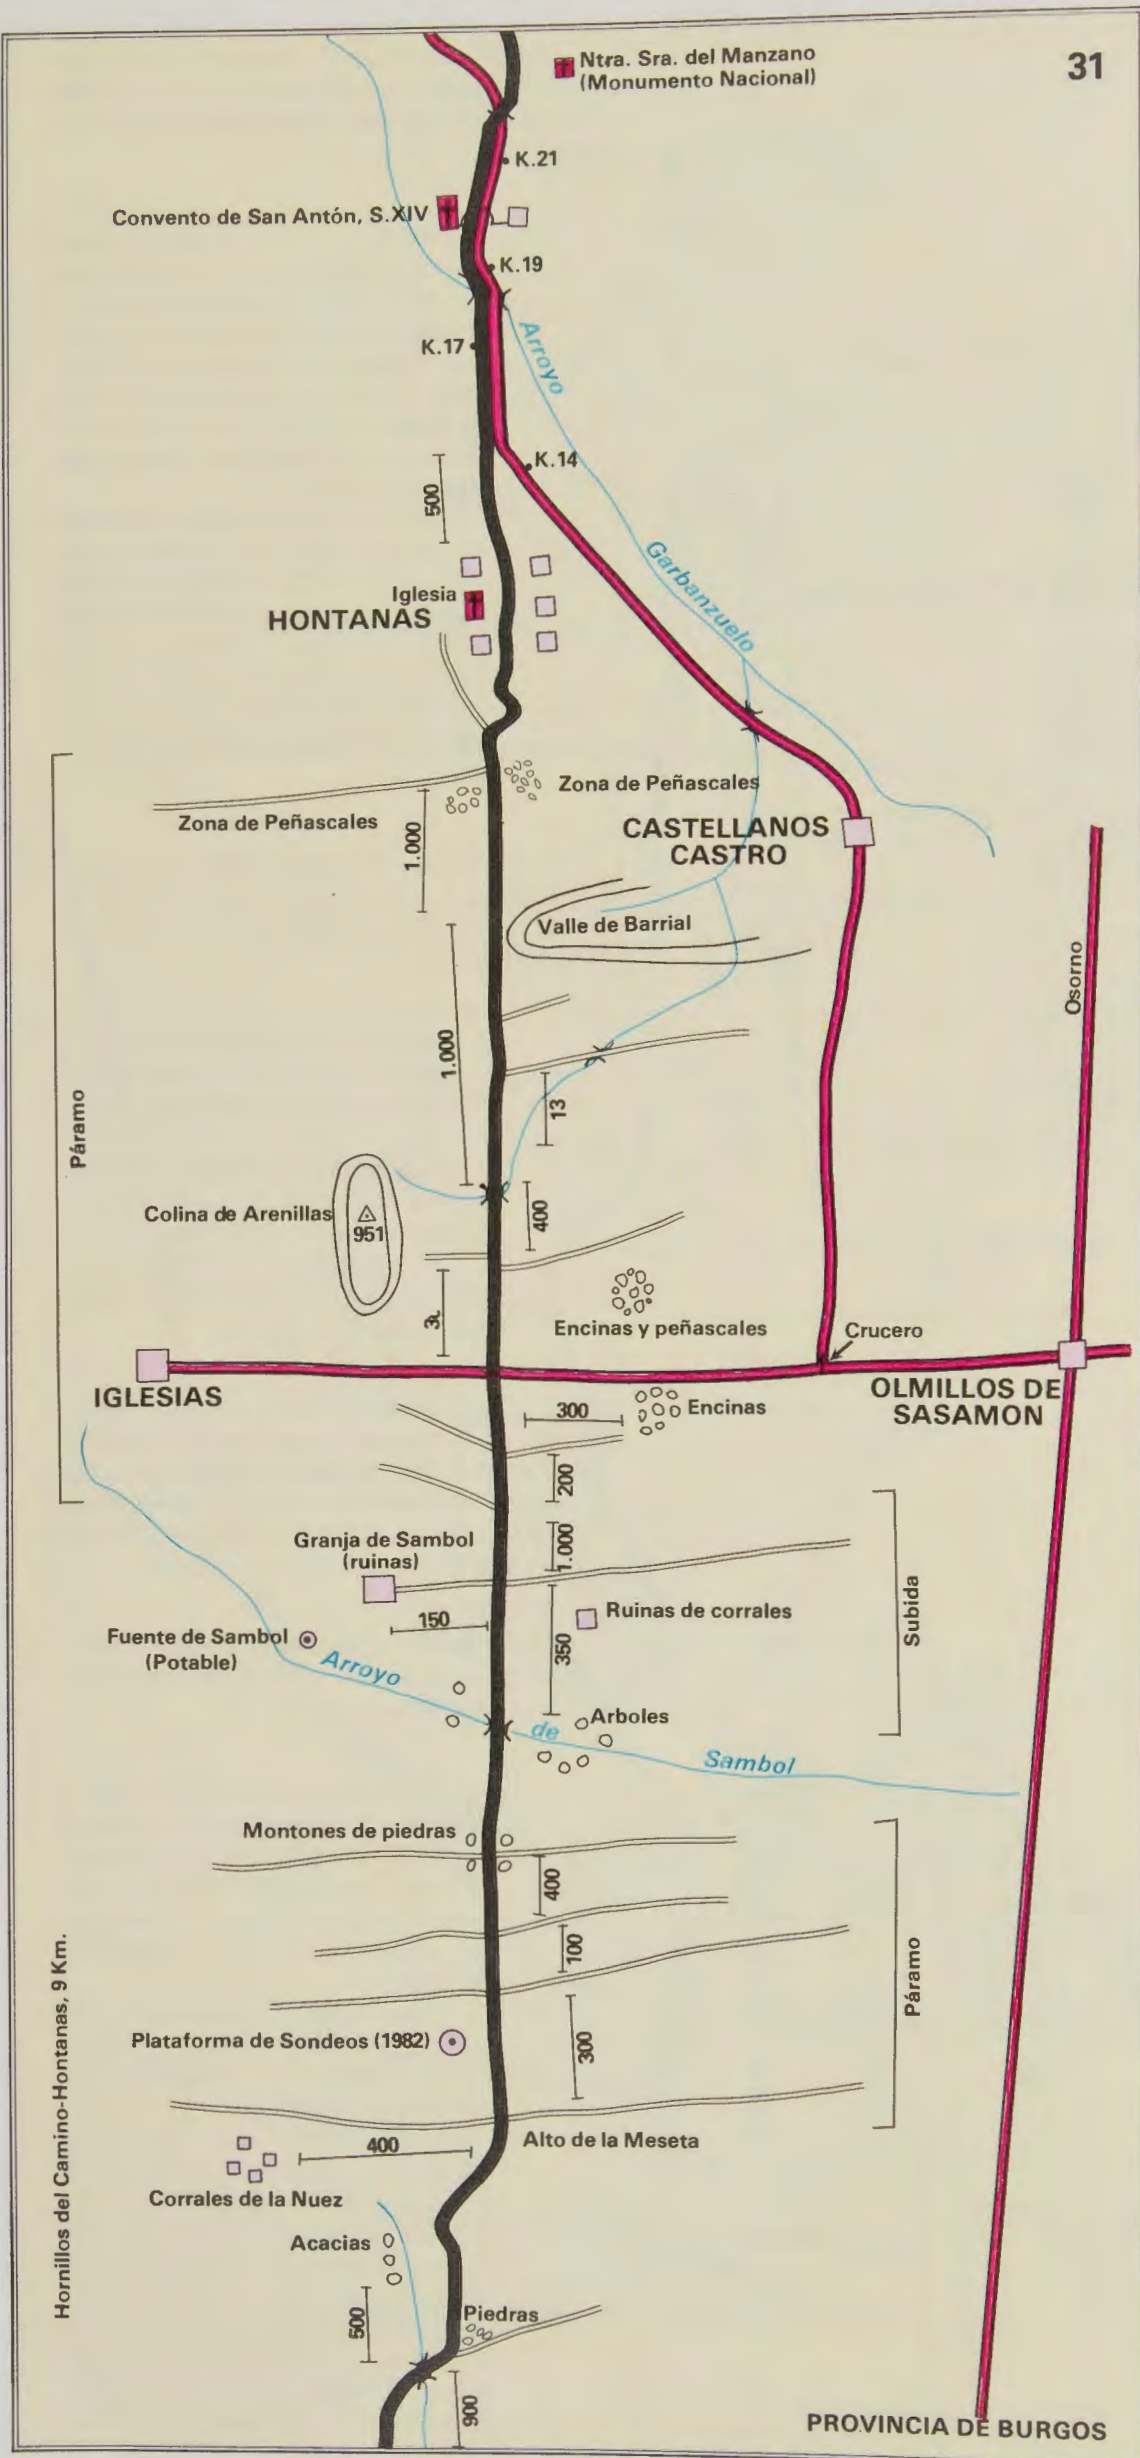 Ntra. Sra. del Manzano
(Monumento Nacional)
31
K.21
Convento de San Antón, S.XIV
K.19
K.17
Arroyo
K.14
500
Garbanzuelo
Iglesia
HONTANAS
Zona de Peñascales
Zona de Peñascales
1.000
CASTELLANOS
CASTRO
Valle de Barrial
Osorno
1.000
13
Páramo
Colina de Arenillas
951
400
Encinas y peñascales
Crucero
IGLESIAS
OLMILLOS DE
SASAMON
300
Encinas
200
Granja de Sambol
(ruinas)
1.000
150
Ruinas de corrales
350
Subida
Fuente de Sambol
(Potable)
Arroyo
de
Sambol
Arboles
Montones de piedras
400
100
Páramo
Plataforma de Sondeos (1982)
300
Alto de la Meseta
400
Corrales de la Nuez
Acacias
500
Piedras
900
Hornillos del Camino-Hontanas, 9 Km.
PROVINCIA DE BURGOS